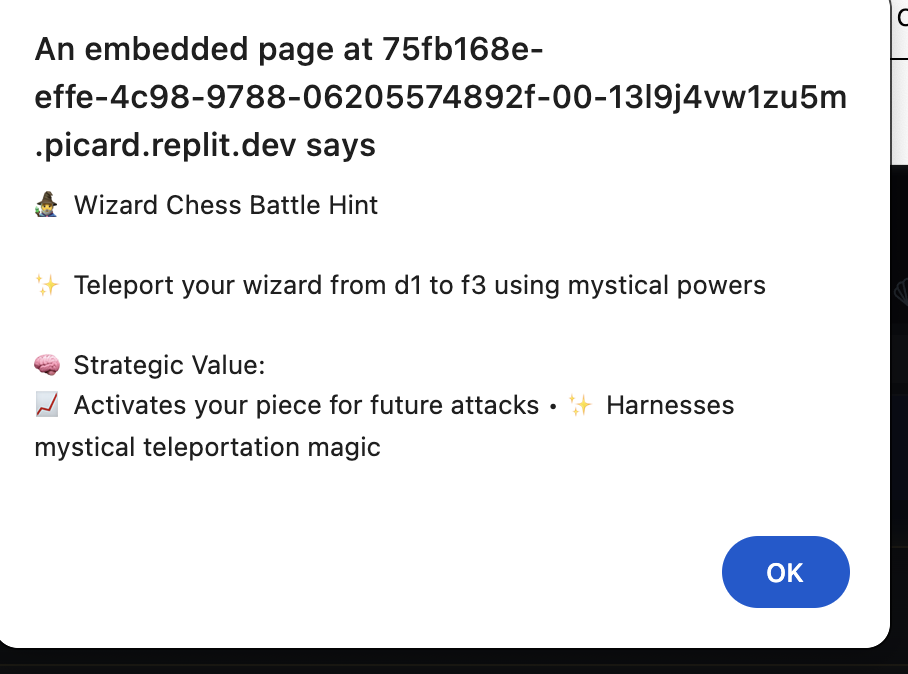 An embedded page at 75fb168e-
effe-4c98-9788-06205574892f-00-13l9j4vw1zu5m
.picard.replit.dev says
🧙‍♂️ Wizard Chess Battle Hint
✨ Teleport your wizard from d1 to f3 using mystical powers
🧠 Strategic Value:
📈 Activates your piece for future attacks • ✨ Harnesses
mystical teleportation magic
OK